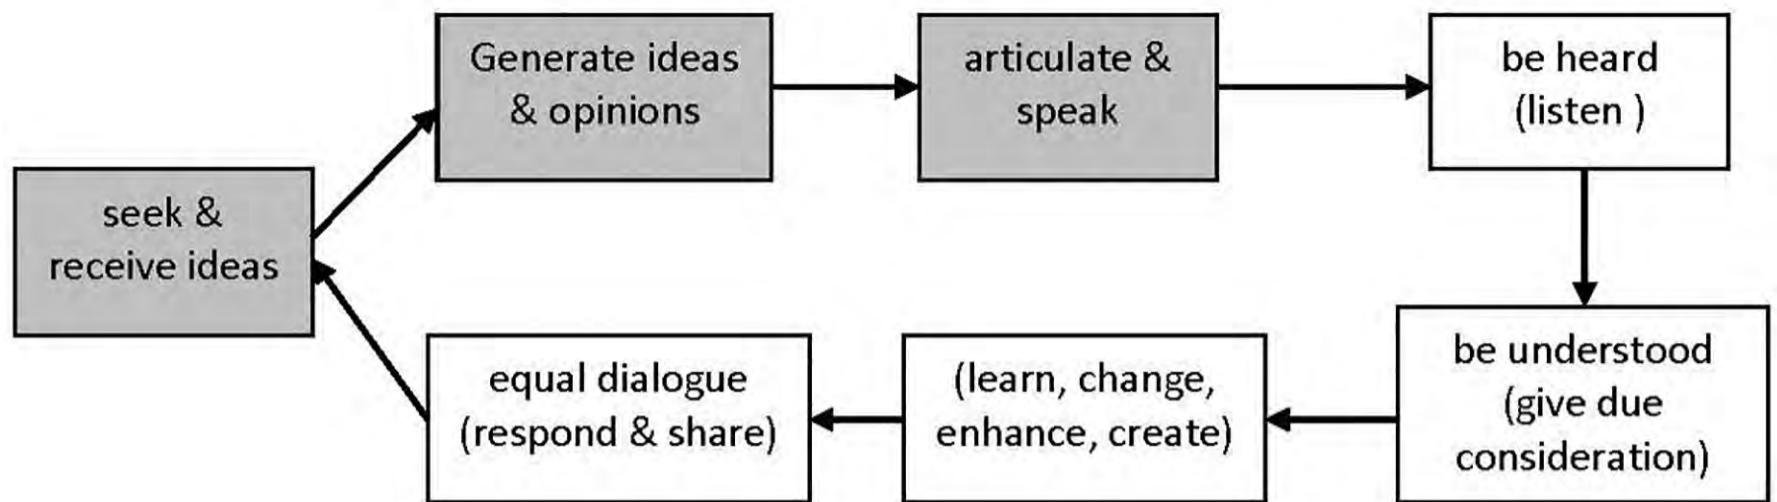 Generate ideas
& opinions
articulate &
speak
be heard
(listen )
seek &
receive ideas
be understood
(give due
consideration)
(learn, change,
enhance, create)
equal dialogue
(respond & share)